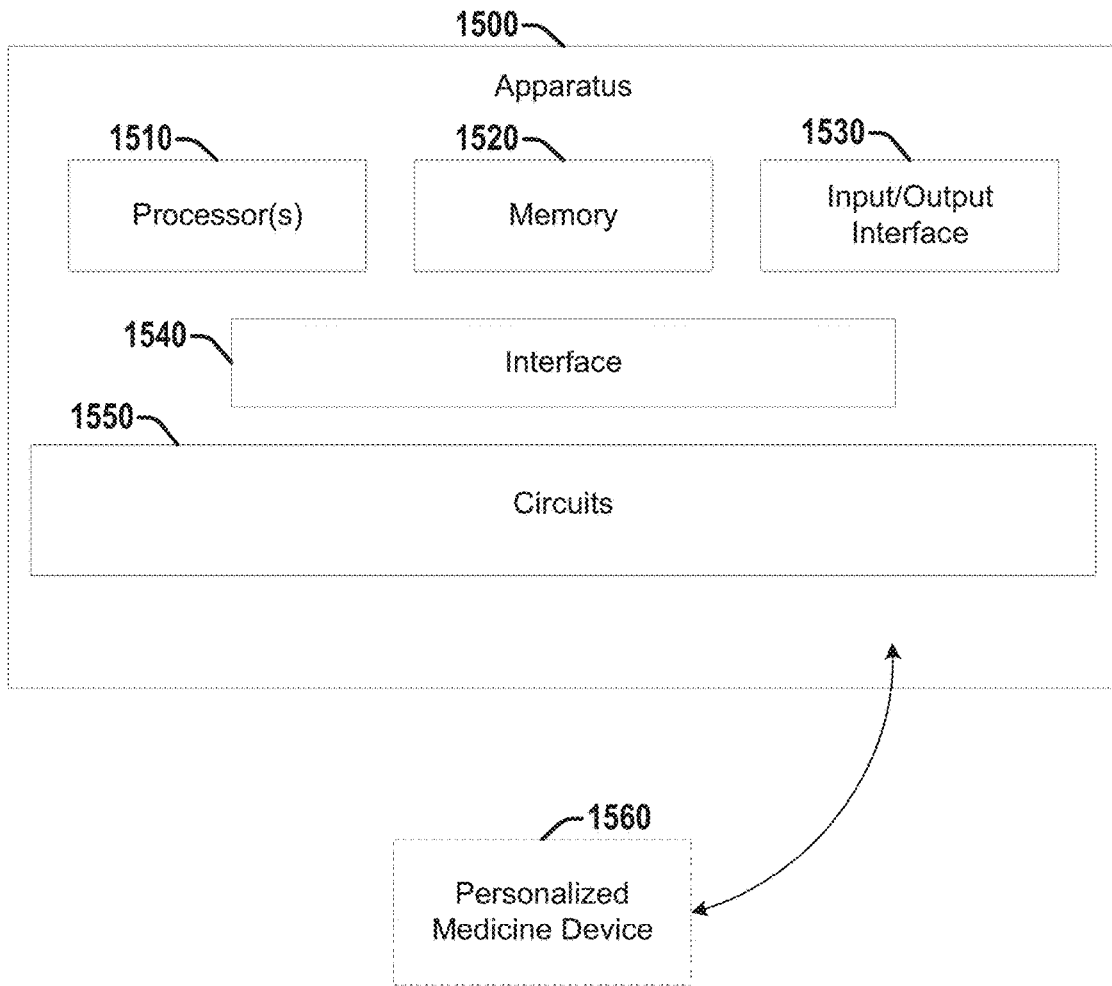 1500
Apparatus
1510
1520
1530
Processor(s)
Memory
Input/Output
Interface
1540
Interface
1550
Circuits
1560
Personalized
Medicine Device